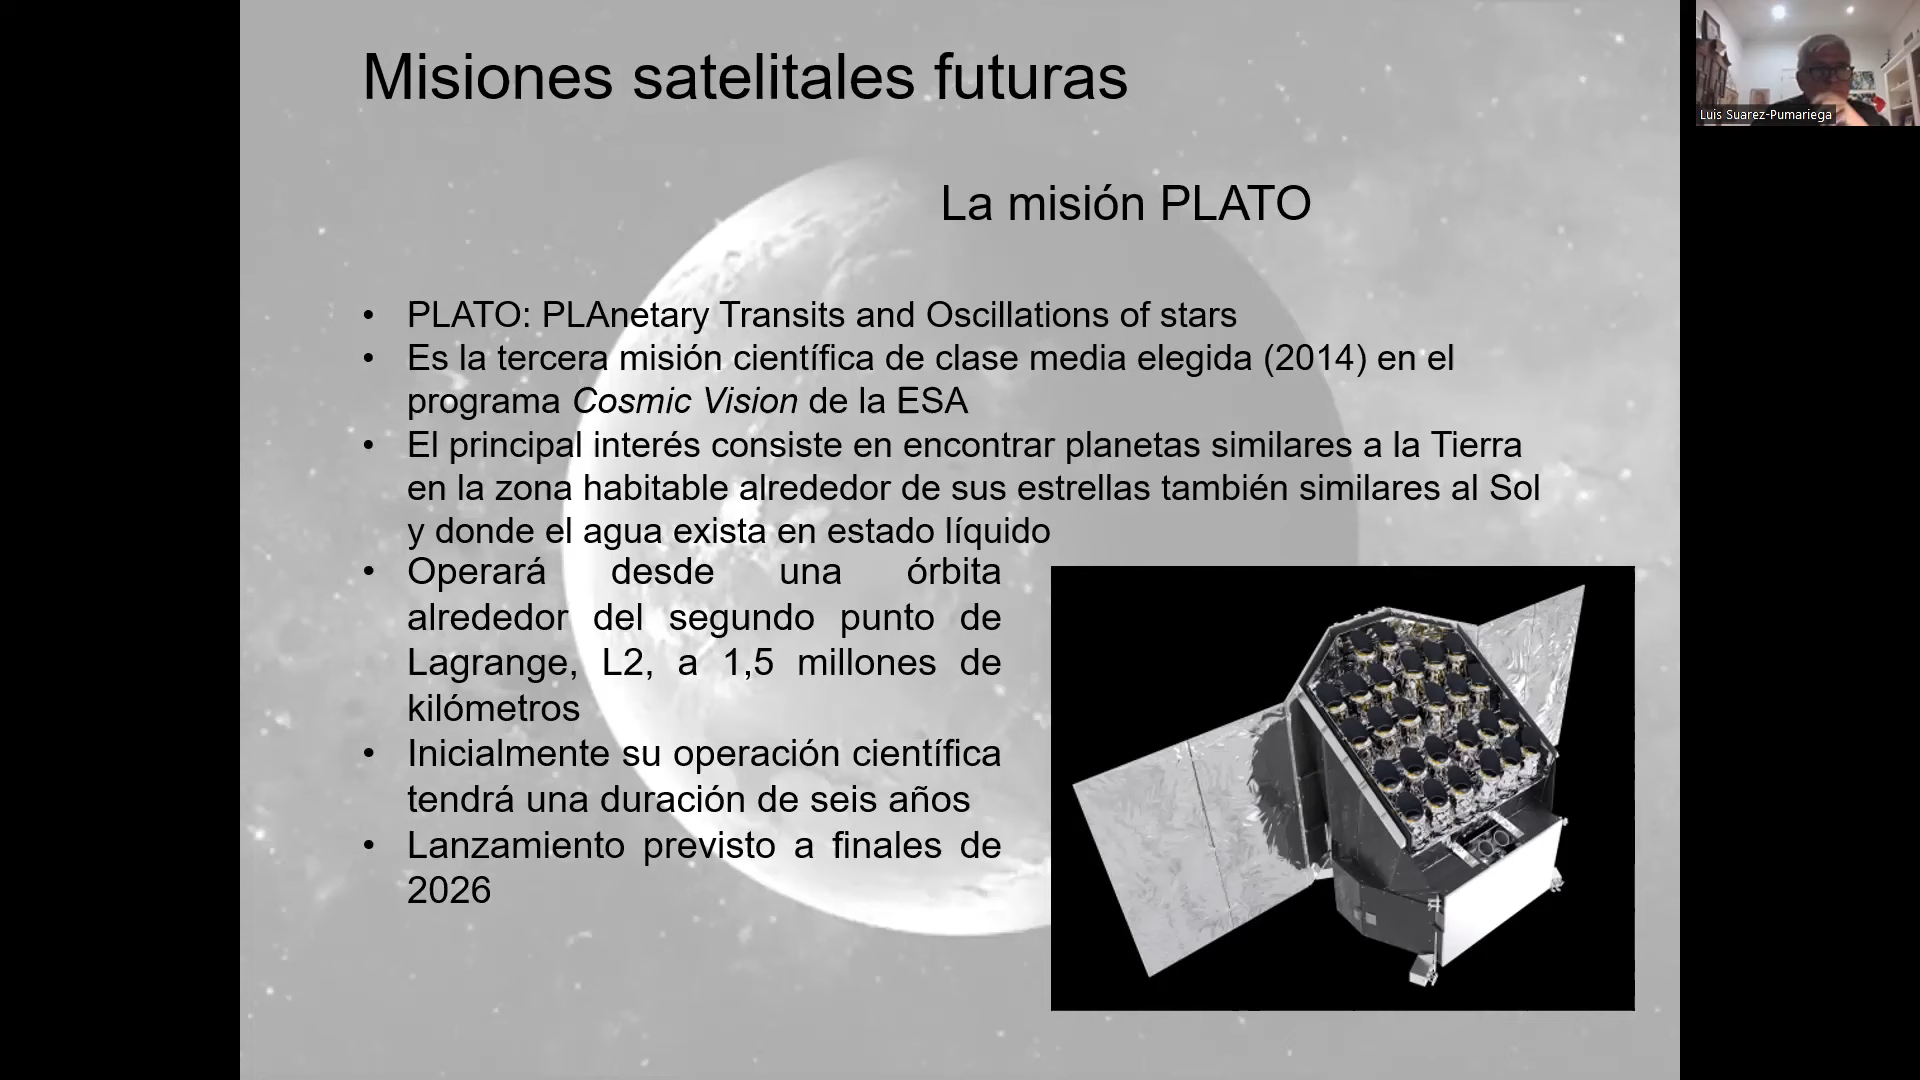 Misiones satelitales futuras
Luis Suarez-Pumariega
La misión PLATO
• PLATO: PLAnetary Transits and Oscillations of stars
• Es la tercera misión científica de clase media elegida (2014) en el
programa Cosmic Vision de la ESA
• El principal interés consiste en encontrar planetas similares a la Tierra
en la zona habitable alrededor de sus estrellas también similares al Sol
y donde el agua exista en estado líquido
• Operará desde una órbita
alrededor del segundo punto de
Lagrange, L2, a 1,5 millones de
kilómetros
• Inicialmente su operación científica
tendrá una duración de seis años
• Lanzamiento previsto a finales de
2026